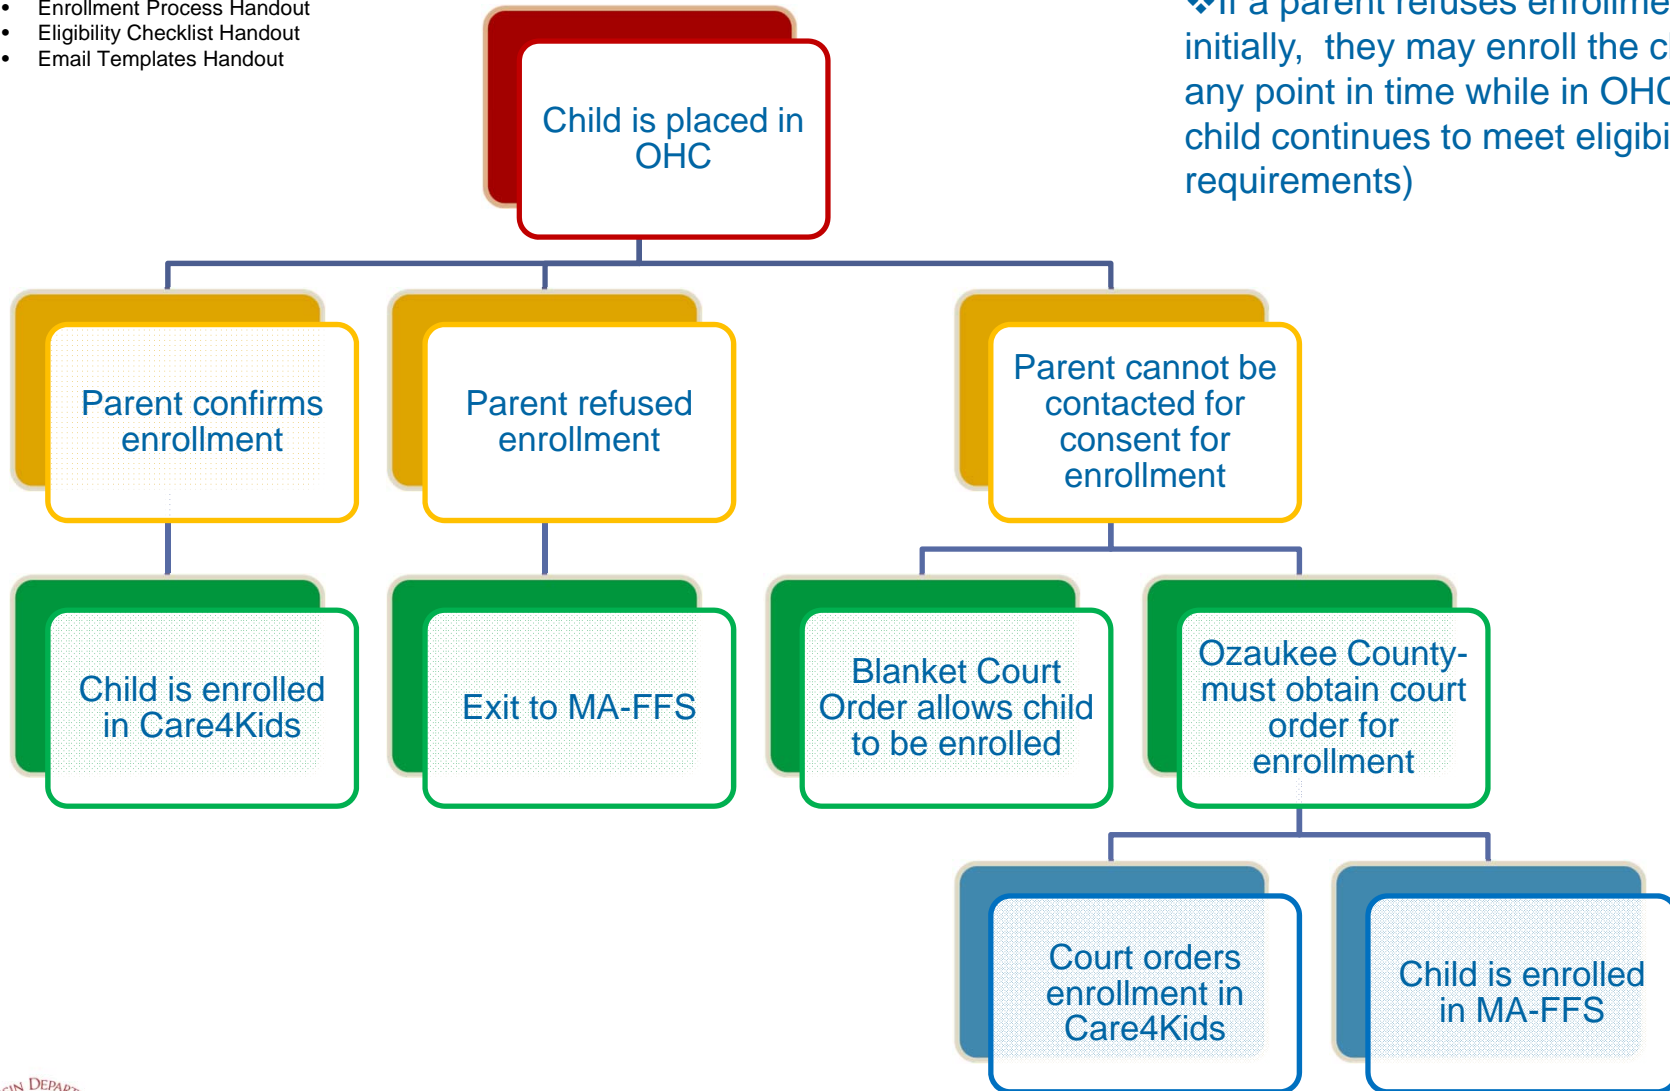 • Enrollment Process Handout
• Eligibility Checklist Handout
• Email Templates Handout
❖If a parent refuses
initially, they may enroll the
any point in time while in
child continues to meet
requirements)
Child is placed in
OHC
Parent confirms
enrollment
Parent refused
enrollment
Parent cannot be
contacted for
consent for
enrollment
Child is enrolled
in Care4Kids
Exit to MA-FFS
Blanket Court
Order allows child
to be enrolled
Ozaukee County-
must obtain court
order for
enrollment
Court orders
enrollment in
Care4Kids
Child is enrolled
in MA-FFS